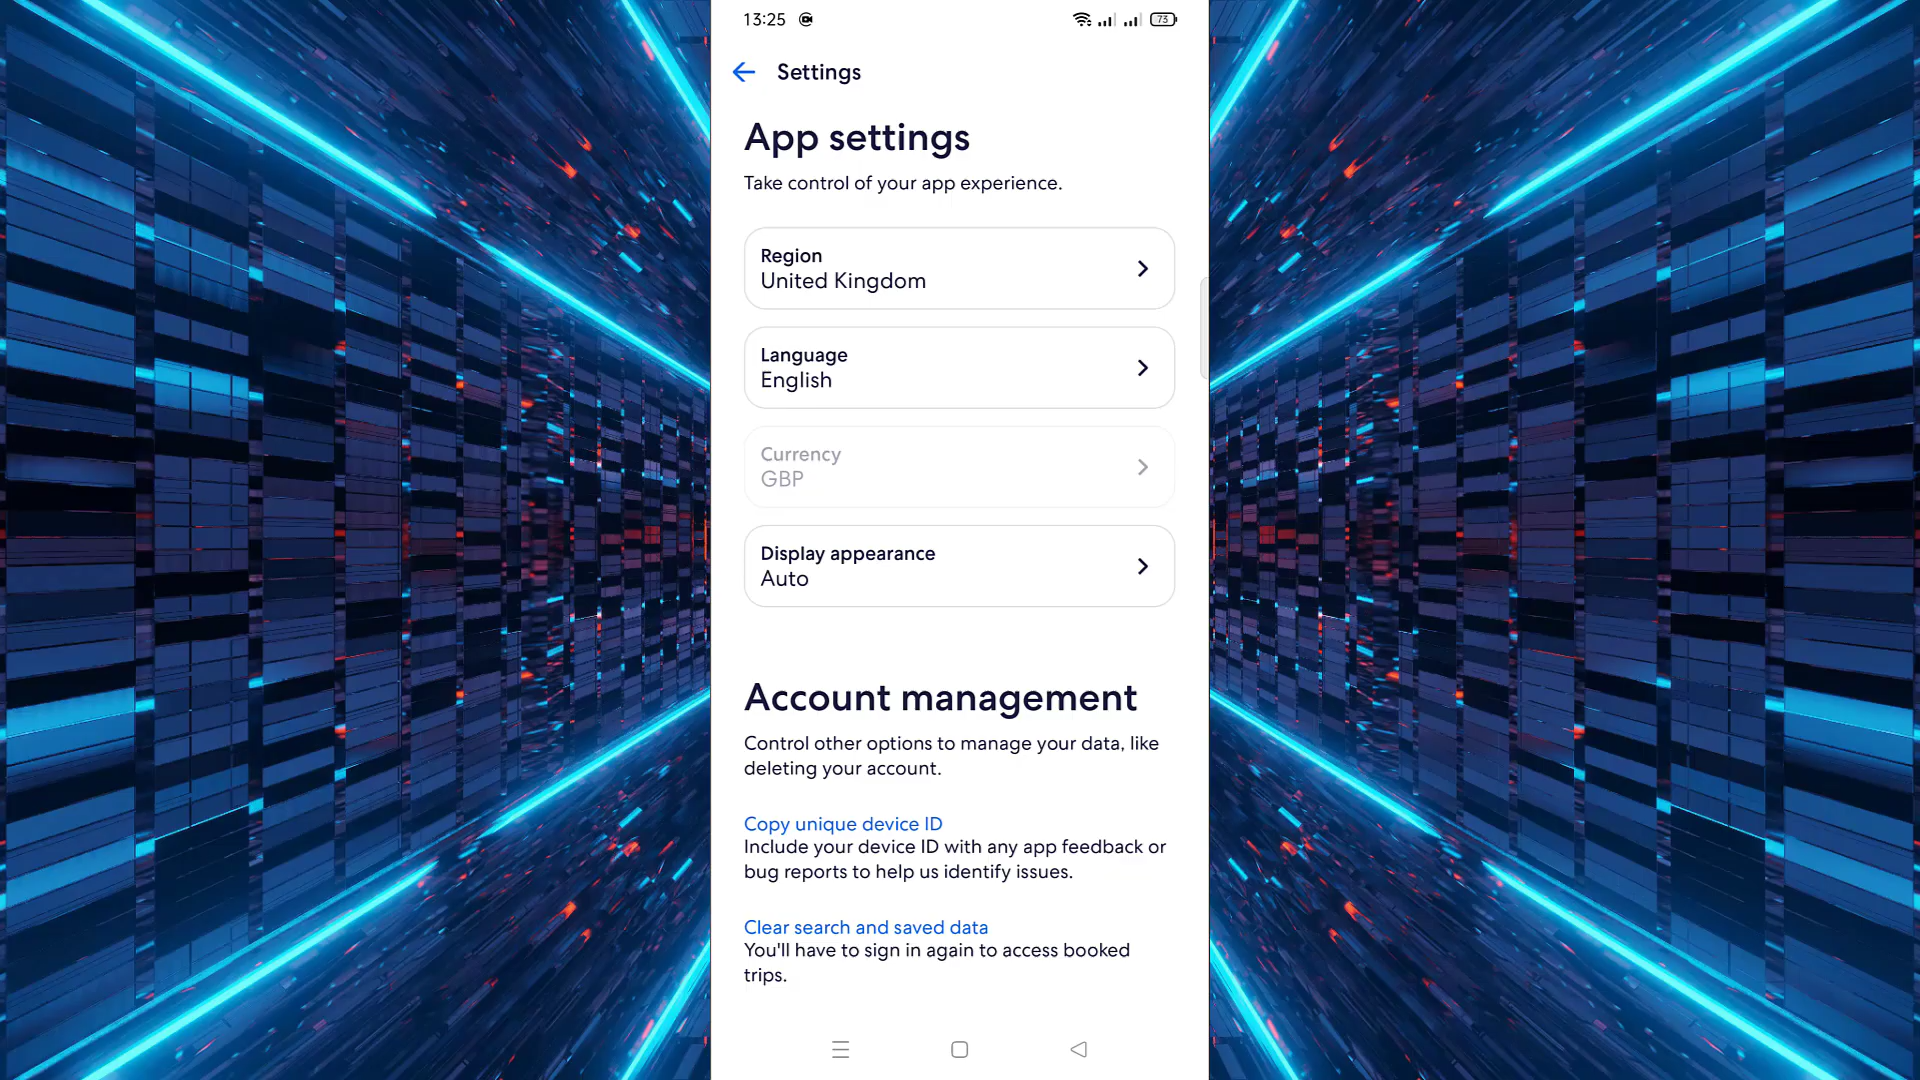 13:25
73
Settings
App settings
Take control of your app experience.
Region
United Kingdom
Language
English
Currency
GBP
Display appearance
Auto
Account management
Control other options to manage your data, like
deleting your account.
Copy unique device ID
Include your device ID with any app feedback or
bug reports to help us identify issues.
Clear search and saved data
You'll have to sign in again to access booked
trips.